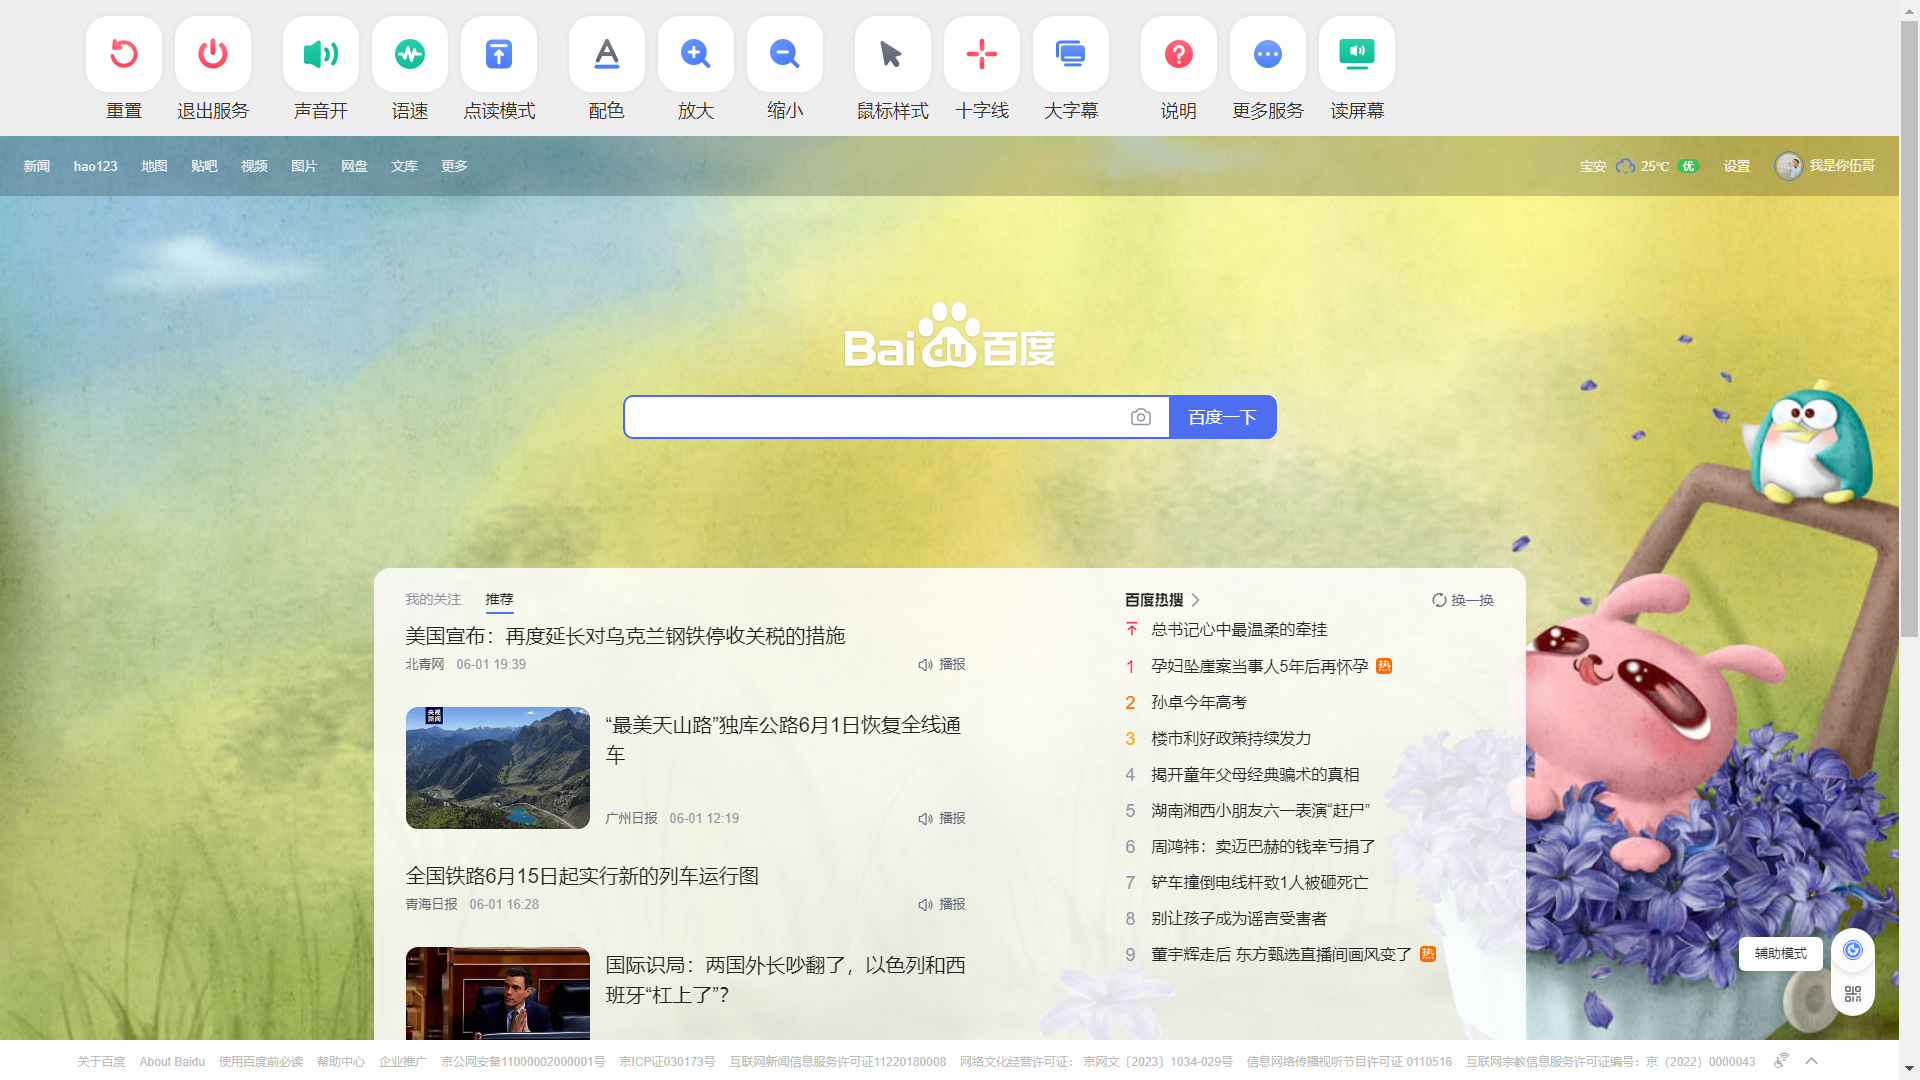 重置
退出服务
声音开
语速
点读模式
配色
放大
缩小
鼠标样式
十字线
大字幕
说明
更多服务
读屏幕
新闻
hao123
地图
贴吧
视频
图片
网盘
文库
更多
宝安
25℃
优
设置
我是你伍哥
Bai du 百度
百度一下
我的关注
推荐
美国宣布：再度延长对乌克兰钢铁停收关税的措施
北青网 06-01 19:39
播报
央视
新闻
“最美天山路”独库公路6月1日恢复全线通
车
广州日报 06-01 12:19
播报
全国铁路6月15日起实行新的列车运行图
青海日报 06-01 16:28
播报
国际识局：两国外长吵翻了，以色列和西
班牙“杠上了”？
百度热搜
换一换
总书记心中最温柔的牵挂
1 孕妇坠崖案当事人5年后再怀孕 热
2 孙卓今年高考
3 楼市利好政策持续发力
4 揭开童年父母经典骗术的真相
5 湖南湘西小朋友六一表演“赶尸”
6 周鸿祎：卖迈巴赫的钱幸亏捐了
7 铲车撞倒电线杆致1人被砸死亡
8 别让孩子成为谣言受害者
9 董宇辉走后 东方甄选直播间画风变了 热
辅助模式
关于百度 About Baidu 使用百度前必读 帮助中心 企业推广 京公网安备11000002000001号 京ICP证030173号 互联网新闻信息服务许可证11220180008 网络文化经营许可证： 京网文〔2023〕1034-029号 信息网络传播视听节目许可证 0110516 互联网宗教信息服务许可证编号：京（2022）0000043